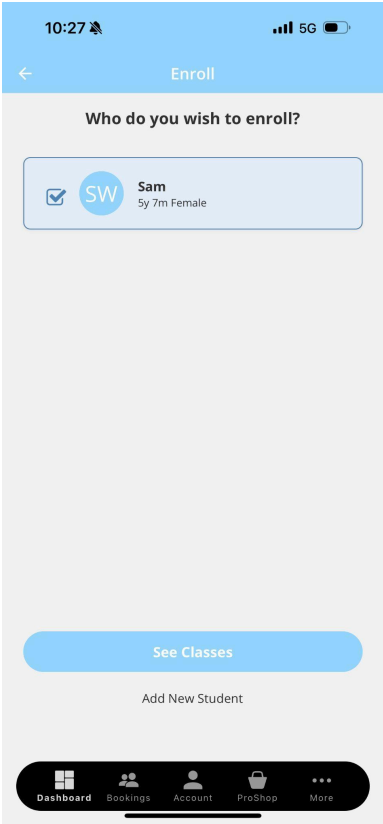 10:27
5G
Enroll
Who do you wish to enroll?
SW
Sam
5y 7m Female
See Classes
Add New Student
Dashboard Bookings Account ProShop More